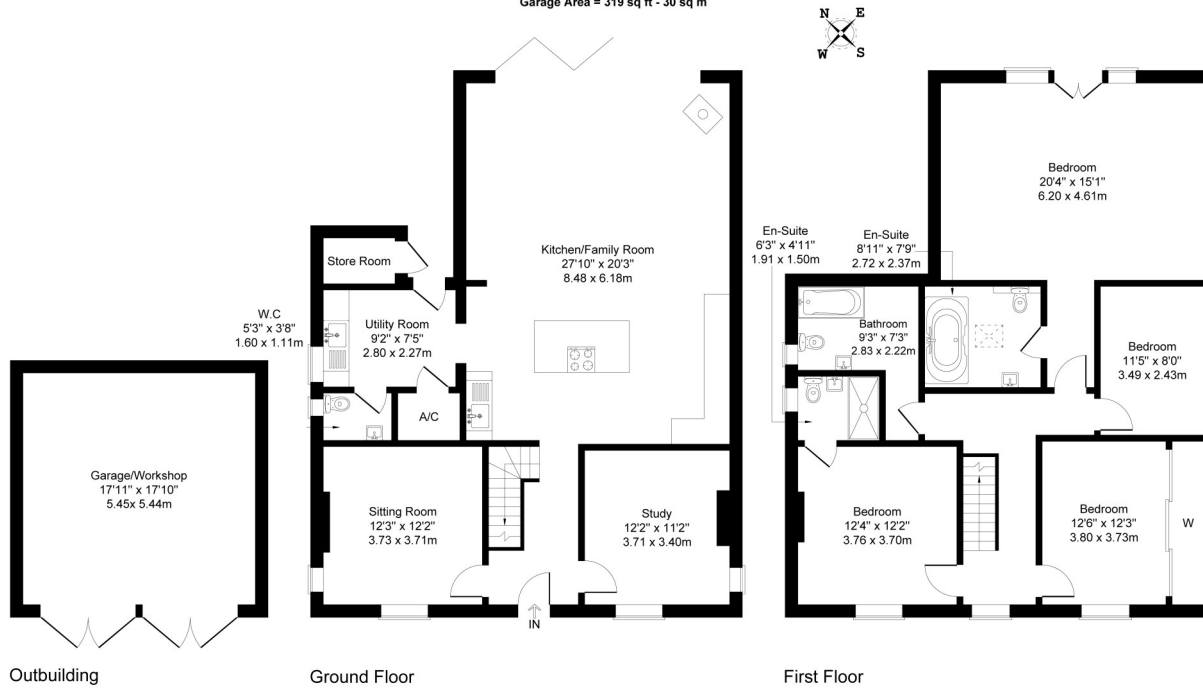 Garage Area = 319 sq ft - 30 sq m
N E
W S
Bedroom
20'4" x 15'1"
6.20 x 4.61m
En-Suite
6'3" x 4'11"
1.91 x 1.50m
En-Suite
8'11" x 7'9"
2.72 x 2.37m
Kitchen/Family Room
27'10" x 20'3"
8.48 x 6.18m
Store Room
W.C
5'3" x 3'8"
1.60 x 1.11m
Utility Room
9'2" x 7'5"
2.80 x 2.27m
Bathroom
9'3" x 7'3"
2.83 x 2.22m
Bedroom
11'5" x 8'0"
3.49 x 2.43m
A/C
Garage/Workshop
17'11" x 17'10"
5.45x 5.44m
Sitting Room
12'3" x 12'2"
3.73 x 3.71m
Study
12'2" x 11'2"
3.71 x 3.40m
Bedroom
12'4" x 12'2"
3.76 x 3.70m
Bedroom
12'6" x 12'3"
3.80 x 3.73m
W
IN
Outbuilding
Ground Floor
First Floor